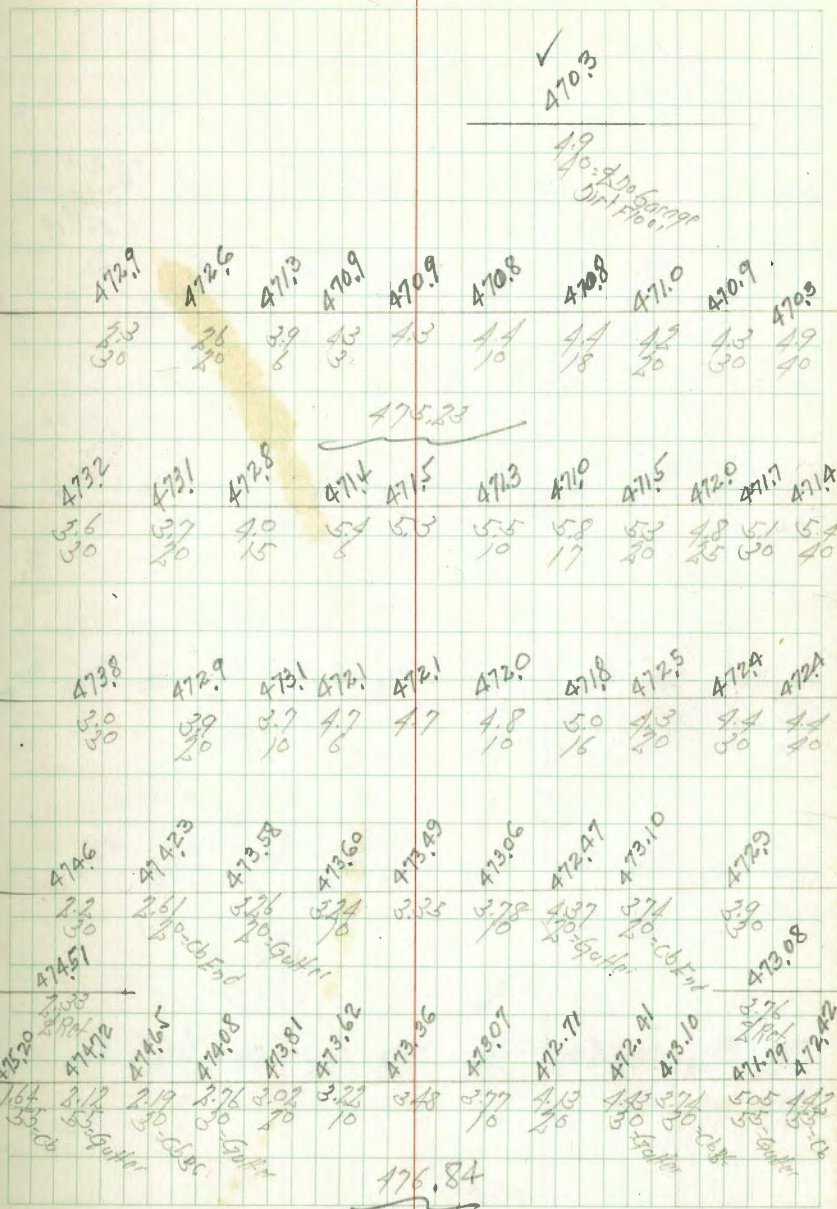 ✓
470.3
4.9
40=℄ Do Garage
Dirt Floor
472.9 472.6 471.3 470.9 470.9 470.8 470.8 471.0 470.9 470.3
2.3 2.6 3.9 4.3 4.3 4.4 4.4 4.2 4.3 4.9
30 20 6 3 10 18 20 30 40
475.23
473.2 473.1 472.8 471.4 471.5 471.3 471.0 471.5 472.0 471.7 471.4
3.6 3.7 4.0 5.4 5.3 5.5 5.8 5.3 4.8 5.1 5.4
30 20 15 6 10 17 20 25 30 40
473.8 472.9 473.1 472.1 472.1 472.0 471.8 472.5 472.4 472.4
3.0 3.9 3.7 4.7 4.7 4.8 5.0 4.3 4.4 4.4
30 20 10 6 10 16 20 30 40
474.6 474.23 473.58 473.60 473.49 473.06 472.47 473.10 472.9
2.2 2.61 3.26 3.24 3.35 3.78 4.37 3.74 3.9
30 20=Cb End 20=Gutter 10 10 20=Gutter 20=Cb End 30
474.51 473.08
2.33 3.76
℄ Ret ℄ Ret
475.20 474.72 474.65 474.08 473.81 473.62 473.36 473.07 472.71 472.41 473.10 471.79 472.42
1.64 2.12 2.19 2.76 3.02 3.22 3.48 3.77 4.13 4.43 3.74 5.05 4.42
55=Cb 55=Gutter 30=CbBC 30=Gutter 20 10 10 20 30=Gutter 30=CbBC 55=Gutter 55=Cb
476.84